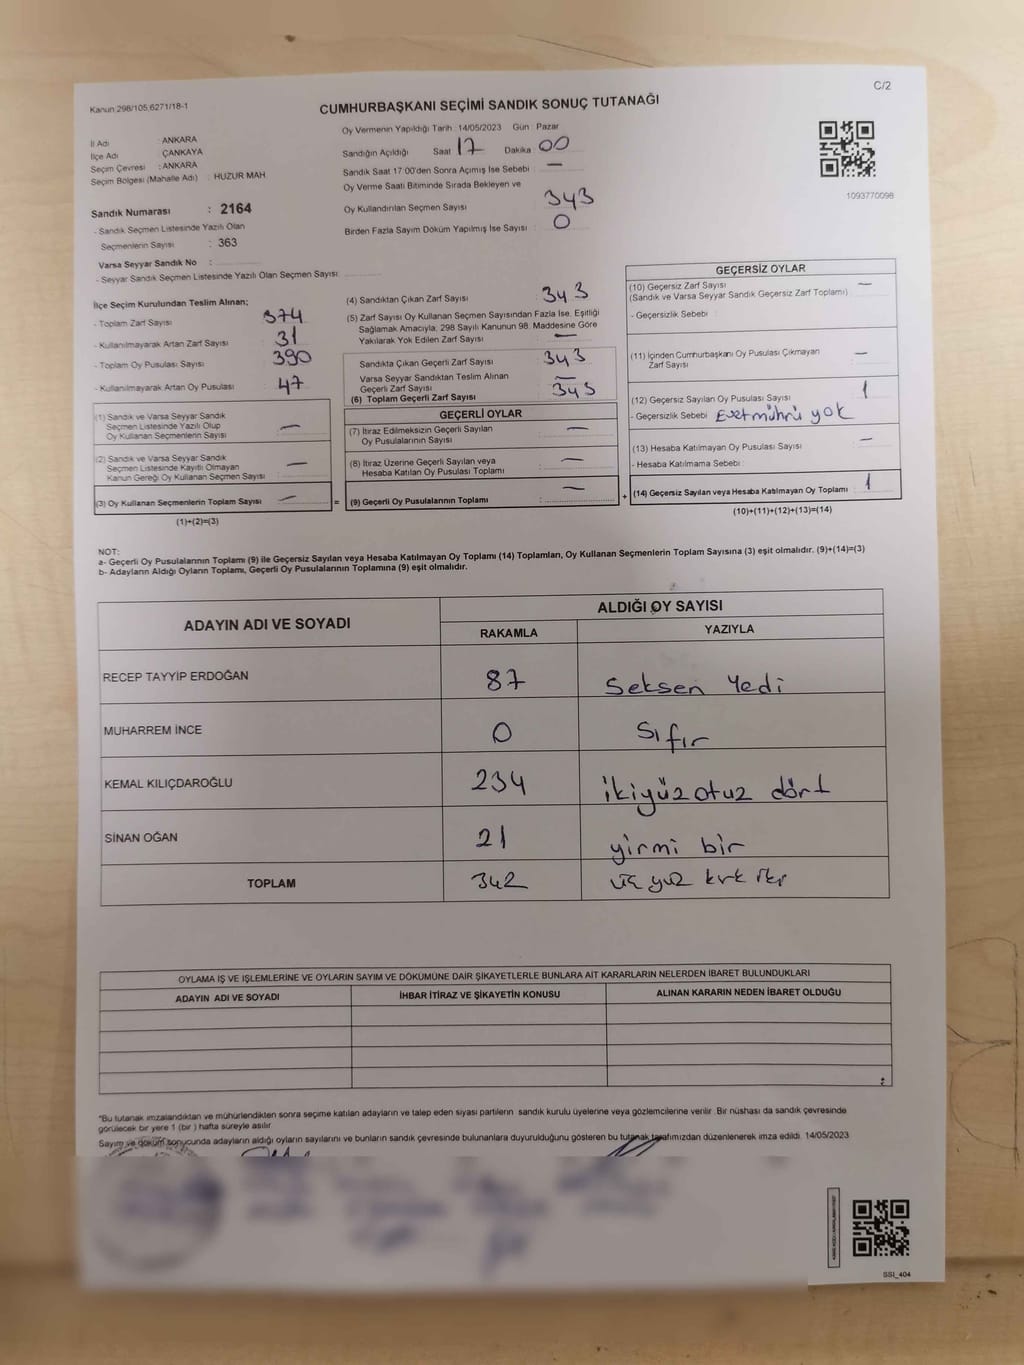 C/2
Kanun 298/105,6271/18-1
CUMHURBAŞKANI SEÇİMİ SANDIK SONUÇ TUTANAĞI
İl Adı : ANKARA
İlçe Adı : ÇANKAYA
Seçim Çevresi : ANKARA
Seçim Bölgesi (Mahalle Adı) : HUZUR MAH.
Sandık Numarası : 2164
- Sandık Seçmen Listesinde Yazılı Olan
Seçmenlerin Sayısı : 363
Varsa Seyyar Sandık No :
- Seyyar Sandık Seçmen Listesinde Yazılı Olan Seçmen Sayısı:
Oy Vermenin Yapıldığı Tarih :14/05/2023 Gün : Pazar
Sandığın Açıldığı Saat 17 Dakika 00
Sandık Saat 17:00'den Sonra Açımış İse Sebebi : —
Oy Verme Saati Bitiminde Sırada Bekleyen ve
Oy Kullandırılan Seçmen Sayısı 343
Birden Fazla Sayım Döküm Yapılmış İse Sayısı : 0
1093770098
İlçe Seçim Kurulundan Teslim Alınan;
- Toplam Zarf Sayısı 374
- Kullanılmayarak Artan Zarf Sayısı : 31
- Toplam Oy Pusulası Sayısı : 390
- Kullanılmayarak Artan Oy Pusulası : 47
(1) Sandık ve Varsa Seyyar Sandık
Seçmen Listesinde Yazılı Olup
Oy Kullanan Seçmenlerin Sayısı : —
(2) Sandık ve Varsa Seyyar Sandık
Seçmen Listesinde Kayıtlı Olmayan
Kanun Gereği Oy Kullanan Seçmen Sayısı : —
(3) Oy Kullanan Seçmenlerin Toplam Sayısı : —
(1)+(2)=(3)
=
(4) Sandıktan Çıkan Zarf Sayısı : 343
(5) Zarf Sayısı Oy Kullanan Seçmen Sayısından Fazla İse, Eşitliği
Sağlamak Amacıyla; 298 Sayılı Kanunun 98. Maddesine Göre
Yakılarak Yok Edilen Zarf Sayısı : —
Sandıkta Çıkan Geçerli Zarf Sayısı : 343
Varsa Seyyar Sandıktan Teslim Alınan
Geçerli Zarf Sayısı : —
(6) Toplam Geçerli Zarf Sayısı : 343
GEÇERLİ OYLAR
(7) İtiraz Edilmeksizin Geçerli Sayılan
Oy Pusulalarının Sayısı : —
(8) İtiraz Üzerine Geçerli Sayılan veya
Hesaba Katılan Oy Pusulası Toplamı : —
(9) Geçerli Oy Pusulalarının Toplamı : —
+
GEÇERSİZ OYLAR
(10) Geçersiz Zarf Sayısı —
(Sandık ve Varsa Seyyar Sandık Geçersiz Zarf Toplamı)
- Geçersizlik Sebebi :
(11) İçinden Cumhurbaşkanı Oy Pusulası Çıkmayan
Zarf Sayısı —
(12) Geçersiz Sayılan Oy Pusulası Sayısı 1
- Geçersizlik Sebebi Evet mührü yok
(13) Hesaba Katılmayan Oy Pusulası Sayısı —
- Hesaba Katılmama Sebebi :
(14) Geçersiz Sayılan veya Hesaba Katılmayan Oy Toplamı : 1
(10)+(11)+(12)+(13)=(14)
NOT:
a- Geçerli Oy Pusulalarının Toplamı (9) ile Geçersiz Sayılan veya Hesaba Katılmayan Oy Toplamı (14) Toplamları, Oy Kullanan Seçmenlerin Toplam Sayısına (3) eşit olmalıdır. (9)+(14)=(3)
b- Adayların Aldığı Oyların Toplamı, Geçerli Oy Pusulalarının Toplamına (9) eşit olmalıdır.
ADAYIN ADI VE SOYADI
ALDIĞI OY SAYISI
RAKAMLA YAZIYLA
RECEP TAYYİP ERDOĞAN 87 Seksen Yedi
MUHARREM İNCE 0 Sıfır
KEMAL KILIÇDAROĞLU 234 ikiyüz otuz dört
SİNAN OĞAN 21 yirmi bir
TOPLAM 342 üç yüz kırk iki
OYLAMA İŞ VE İŞLEMLERİNE VE OYLARIN SAYIM VE DÖKÜMÜNE DAİR ŞİKAYETLERLE BUNLARA AİT KARARLARIN NELERDEN İBARET BULUNDUKLARI
ADAYIN ADI VE SOYADI İHBAR İTİRAZ VE ŞİKAYETİN KONUSU ALINAN KARARIN NEDEN İBARET OLDUĞU
*Bu tutanak imzalandıktan ve mühürlendikten sonra seçime katılan adayların ve talep eden siyasi partilerin sandık kurulu üyelerine veya gözlemcilerine verilir. Bir nüshası da sandık çevresinde
görülecek bir yere 1 (bir ) hafta süreyle asılır.
Sayım ve döküm sonucunda adayların aldığı oyların sayılarını ve bunların sandık çevresinde bulunanlara duyurulduğunu gösteren bu tutanak tarafımızdan düzenlenerek imza edildi. 14/05/2023
SSI_404